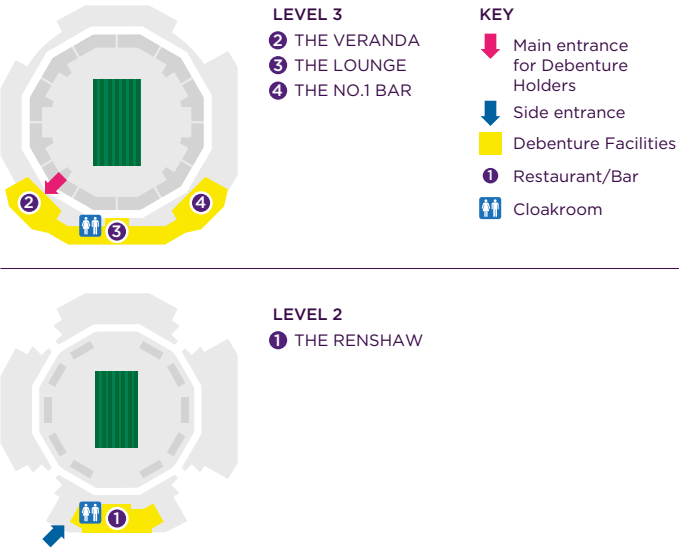 LEVEL 3
2 THE VERANDA
3 THE LOUNGE
4 THE NO.1 BAR
KEY
Main entrance
for Debenture
Holders
Side entrance
Debenture Facilities
1 Restaurant/Bar
Cloakroom
2
3
4
LEVEL 2
1 THE RENSHAW
1